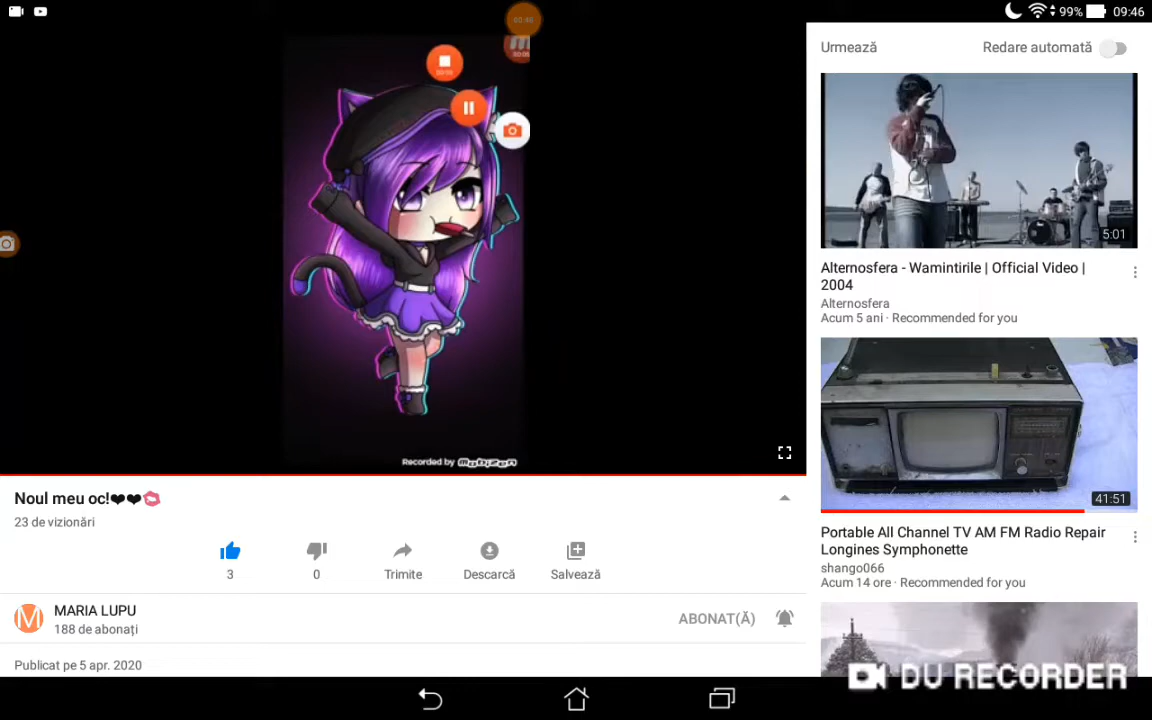 99% 09:46
00:46
Urmează
Redare automată
5:01
Alternosfera - Wamintirile | Official Video |
2004
Alternosfera
Acum 5 ani · Recommended for you
41:51
Portable All Channel TV AM FM Radio Repair
Longines Symphonette
shango066
Acum 14 ore · Recommended for you
Recorded by Mobizen
Noul meu oc!❤❤💋
23 de vizionări
3
0
Trimite
Descarcă
Salvează
M
MARIA LUPU
188 de abonați
ABONAT(Ă)
Publicat pe 5 apr. 2020
DU RECORDER